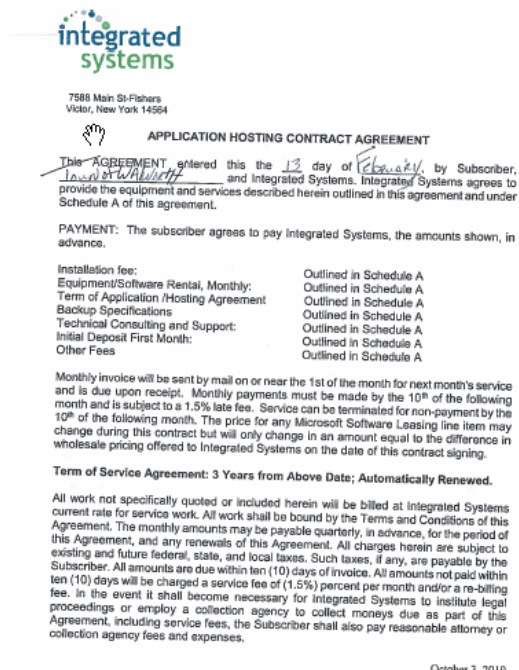 integrated
systems
7588 Main St-Fishers
Victor, New York 14564
APPLICATION HOSTING CONTRACT AGREEMENT
This AGREEMENT, entered this the 13 day of February, by Subscriber,
Town of Walworth and Integrated Systems. Integrated Systems agrees to
provide the equipment and services described herein outlined in this agreement and under
Schedule A of this agreement.
PAYMENT: The subscriber agrees to pay Integrated Systems, the amounts shown, in
advance.
Installation fee: Outlined in Schedule A
Equipment/Software Rental, Monthly: Outlined in Schedule A
Term of Application /Hosting Agreement Outlined in Schedule A
Backup Specifications Outlined in Schedule A
Technical Consulting and Support: Outlined in Schedule A
Initial Deposit First Month: Outlined in Schedule A
Other Fees Outlined in Schedule A
Monthly invoice will be sent by mail on or near the 1st of the month for next month's service
and is due upon receipt. Monthly payments must be made by the 10th of the following
month and is subject to a 1.5% late fee. Service can be terminated for non-payment by the
10th of the following month. The price for any Microsoft Software Leasing line item may
change during this contract but will only change in an amount equal to the difference in
wholesale pricing offered to Integrated Systems on the date of this contract signing.
Term of Service Agreement: 3 Years from Above Date; Automatically Renewed.
All work not specifically quoted or included herein will be billed at Integrated Systems
current rate for service work. All work shall be bound by the Terms and Conditions of this
Agreement. The monthly amounts may be payable quarterly, in advance, for the period of
this Agreement, and any renewals of this Agreement. All charges herein are subject to
existing and future federal, state, and local taxes. Such taxes, if any, are payable by the
Subscriber. All amounts are due within ten (10) days of invoice. All amounts not paid within
ten (10) days will be charged a service fee of (1.5%) percent per month and/or a re-billing
fee. In the event it shall become necessary for Integrated Systems to institute legal
proceedings or employ a collection agency to collect moneys due as part of this
Agreement, including service fees, the Subscriber shall also pay reasonable attorney or
collection agency fees and expenses.
October 3, 2019